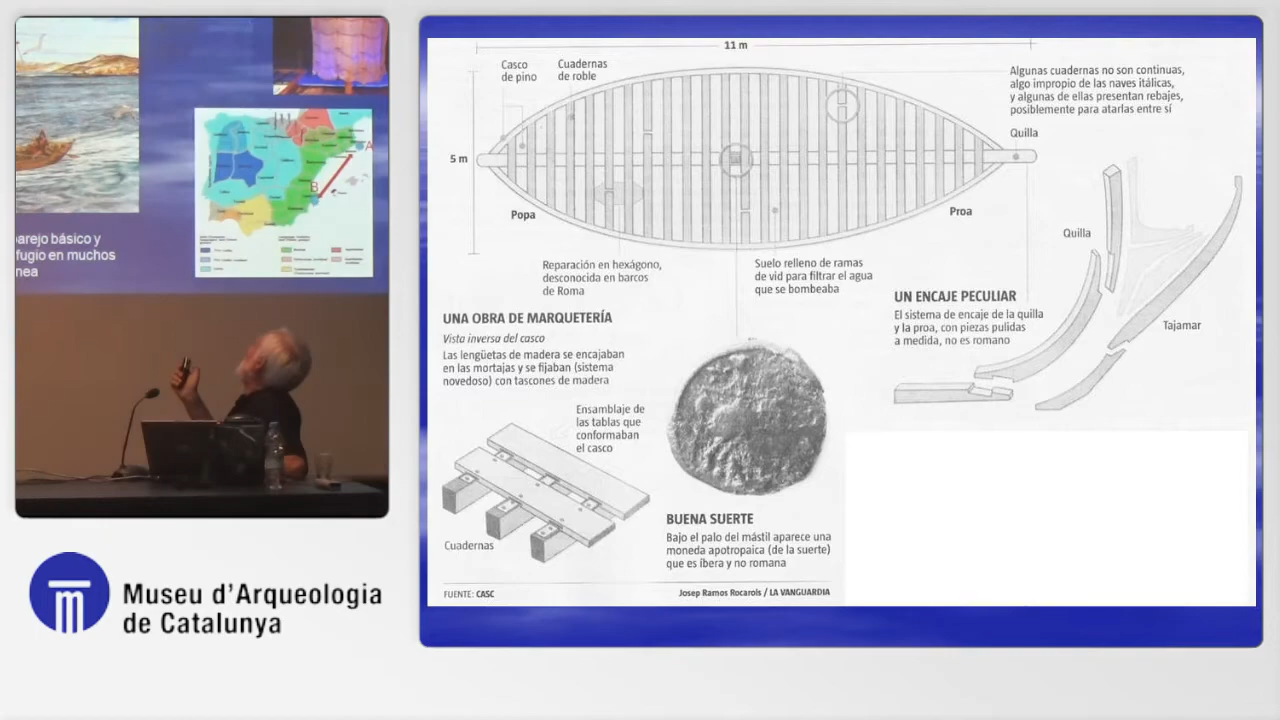 parejo básico y
fugio en muchos
nea
A
B
Museu d'Arqueologia
de Catalunya
11 m
Casco
de pino
Cuadernas
de roble
Algunas cuadernas no son continuas,
algo impropio de las naves itálicas,
y algunas de ellas presentan rebajes,
posiblemente para atarlas entre sí
Quilla
5 m
Popa
Proa
Quilla
Reparación en hexágono,
desconocida en barcos
de Roma
Suelo relleno de ramas
de vid para filtrar el agua
que se bombeaba
UN ENCAJE PECULIAR
El sistema de encaje de la quilla
y la proa, con piezas pulidas
a medida, no es romano
Tajamar
UNA OBRA DE MARQUETERÍA
Vista inversa del casco
Las lengüetas de madera se encajaban
en las mortajas y se fijaban (sistema
novedoso) con tascones de madera
Ensamblaje de
las tablas que
conformaban
el casco
Cuadernas
BUENA SUERTE
Bajo el palo del mástil aparece una
moneda apotropaica (de la suerte)
que es íbera y no romana
FUENTE: CASC
Josep Ramos Rocarols / LA VANGUARDIA